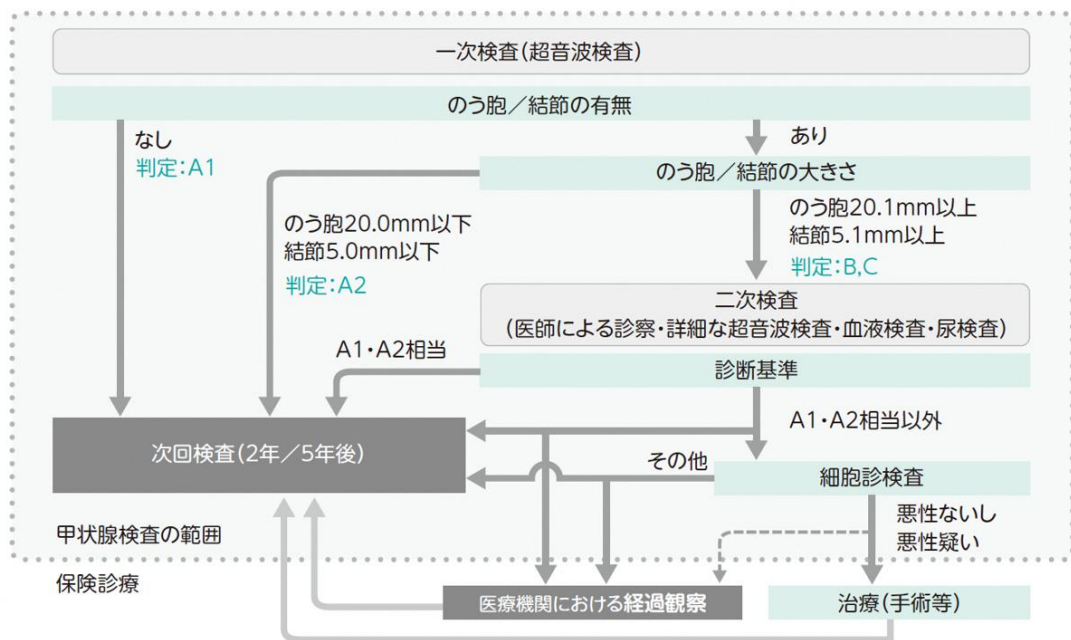 一次検査(超音波検査)
のう胞／結節の有無
なし
判定:A1
あり
のう胞／結節の大きさ
のう胞20.0mm以下
結節5.0mm以下
判定:A2
のう胞20.1mm以上
結節5.1mm以上
判定:B,C
二次検査
(医師による診察・詳細な超音波検査・血液検査・尿検査)
A1・A2相当
診断基準
A1・A2相当以外
次回検査(2年／5年後)
その他
細胞診検査
悪性ないし
悪性疑い
甲状腺検査の範囲
保険診療
医療機関における経過観察
治療(手術等)